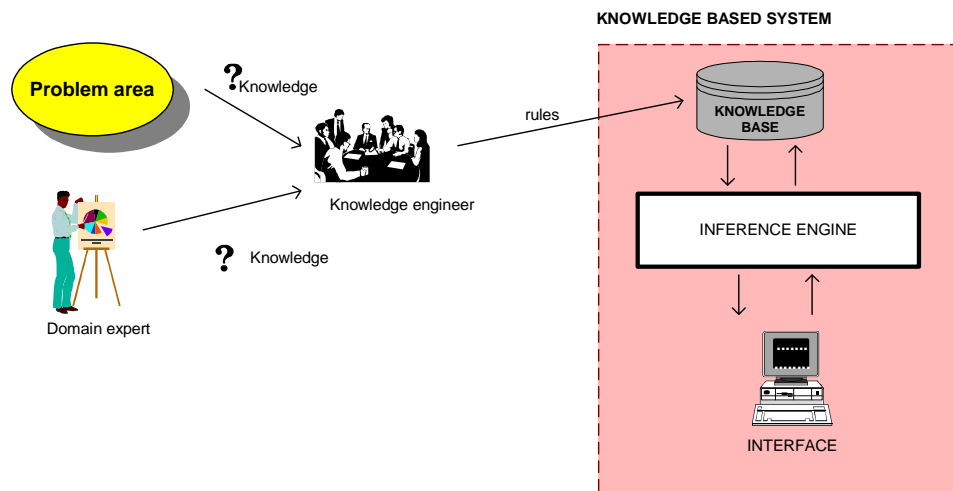 KNOWLEDGE BASED SYSTEM
Problem area
? Knowledge
rules
KNOWLEDGE
BASE
Knowledge engineer
INFERENCE ENGINE
? Knowledge
Domain expert
INTERFACE